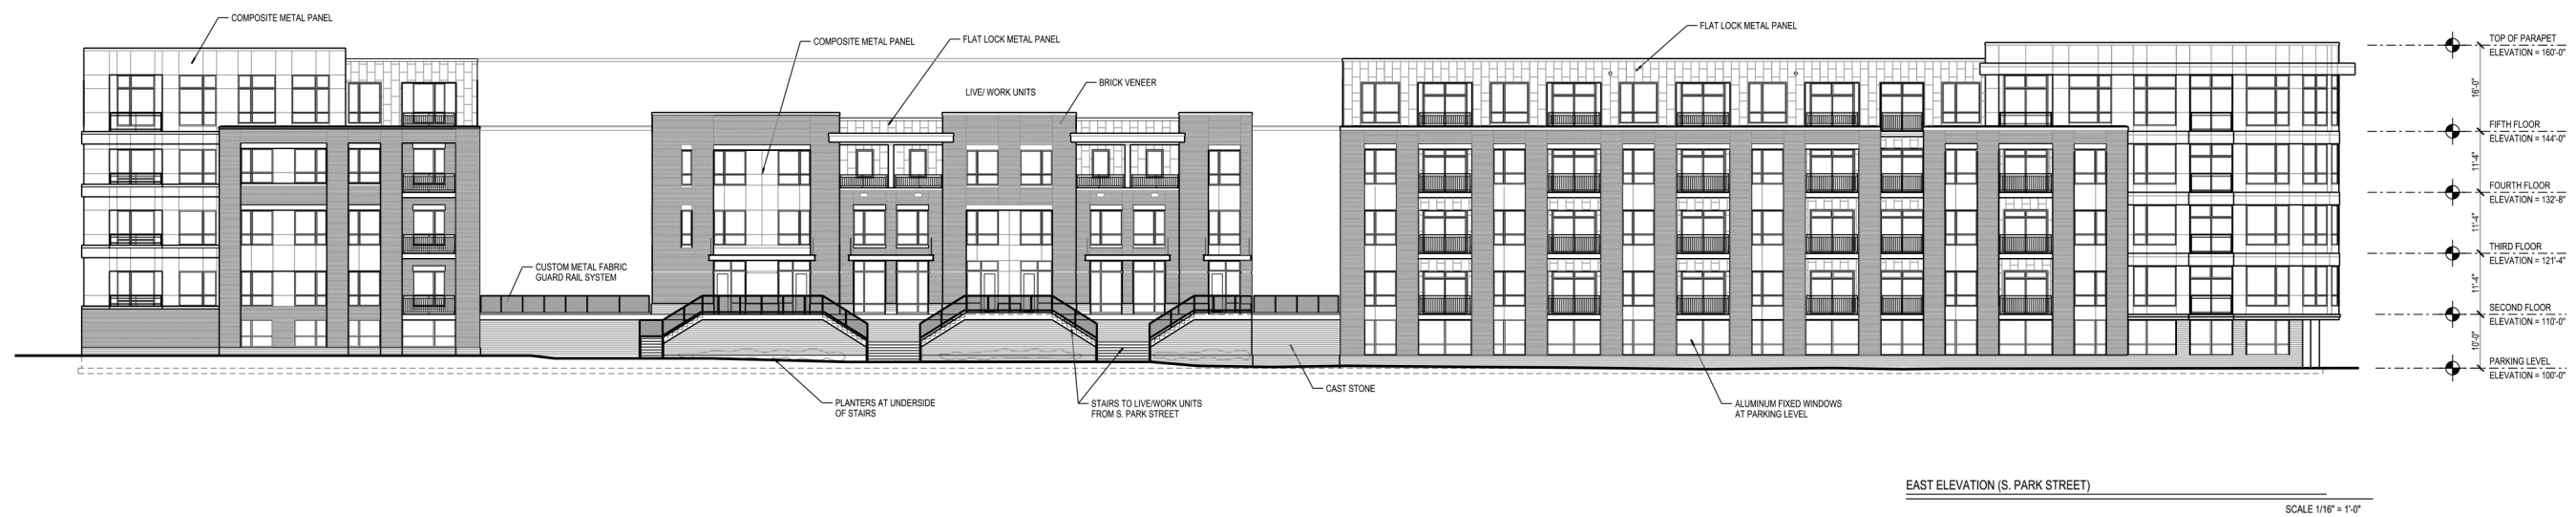 COMPOSITE METAL PANEL
COMPOSITE METAL PANEL
FLAT LOCK METAL PANEL
LIVE/ WORK UNITS
BRICK VENEER
FLAT LOCK METAL PANEL
CUSTOM METAL FABRIC
GUARD RAIL SYSTEM
PLANTERS AT UNDERSIDE
OF STAIRS
STAIRS TO LIVE/WORK UNITS
FROM S. PARK STREET
CAST STONE
ALUMINUM FIXED WINDOWS
AT PARKING LEVEL
TOP OF PARAPET
ELEVATION = 160'-0"
16'-0"
FIFTH FLOOR
ELEVATION = 144'-0"
11'-4"
FOURTH FLOOR
ELEVATION = 132'-8"
11'-4"
THIRD FLOOR
ELEVATION = 121'-4"
11'-4"
SECOND FLOOR
ELEVATION = 110'-0"
10'-0"
PARKING LEVEL
ELEVATION = 100'-0"
EAST ELEVATION (S. PARK STREET)
SCALE 1/16" = 1'-0"